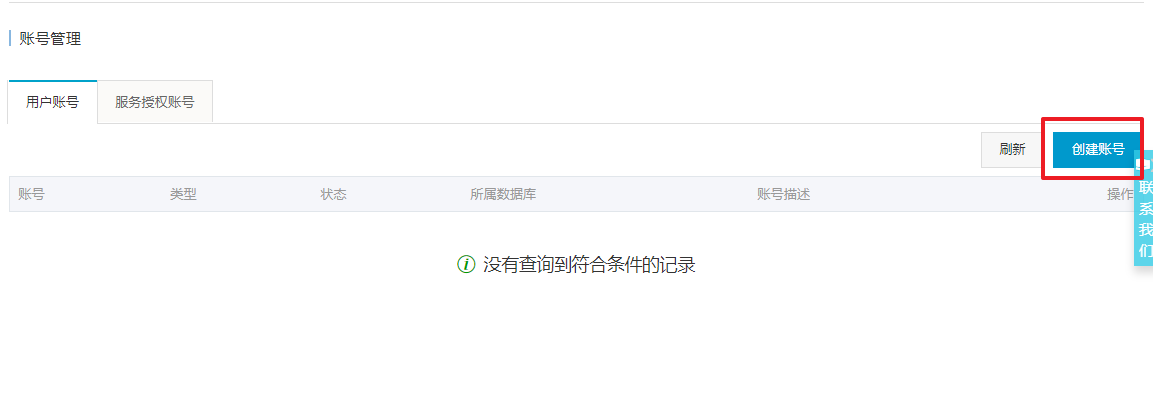 账号管理
用户账号 服务授权账号
刷新 创建账号
账号 类型 状态 所属数据库 账号描述 操作
联系我们
没有查询到符合条件的记录